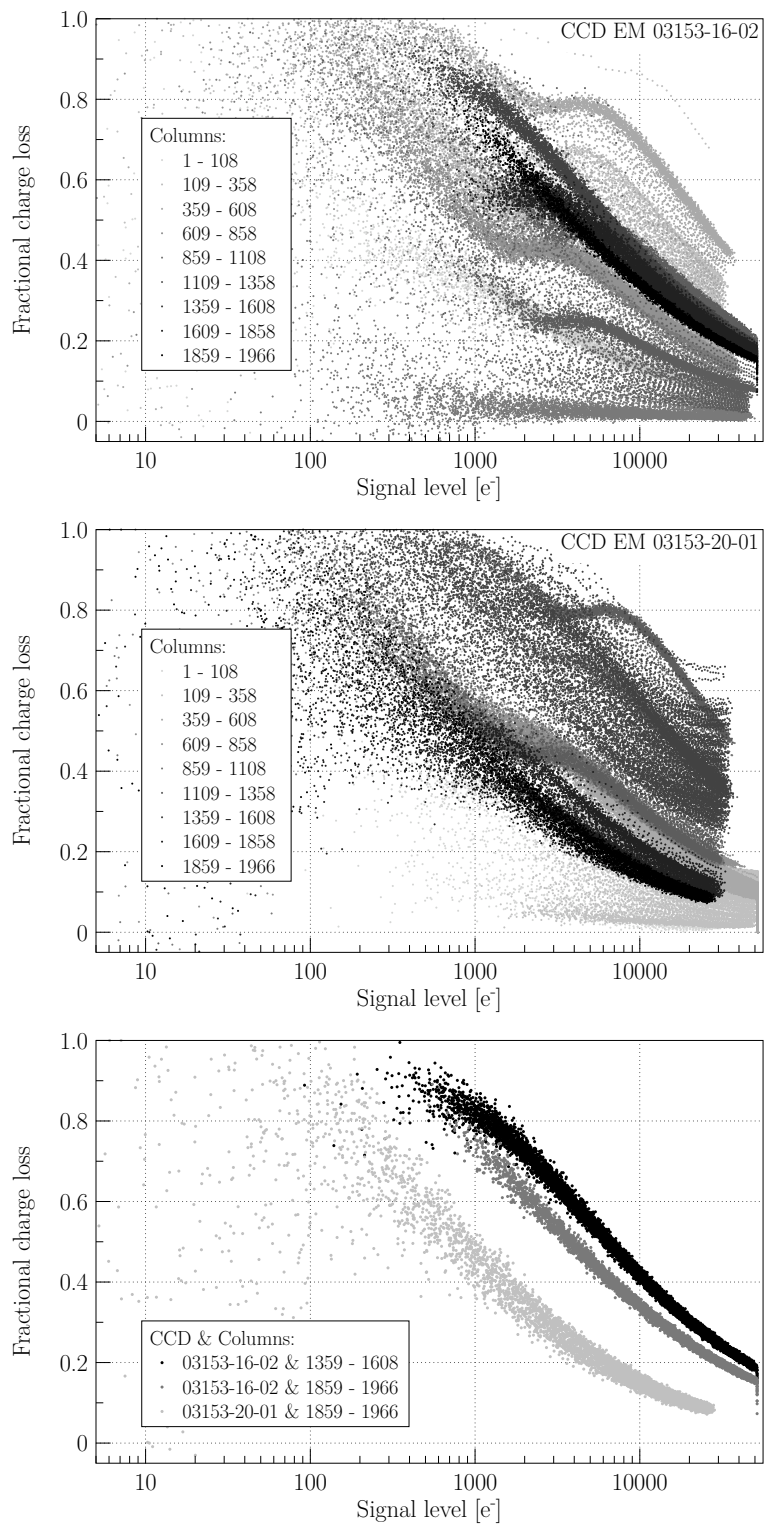 CCD EM 03153-16-02
1.0
0.8
0.6
0.4
0.2
0
Fractional charge loss
Columns:
1 - 108
109 - 358
359 - 608
609 - 858
859 - 1108
1109 - 1358
1359 - 1608
1609 - 1858
1859 - 1966
10
100
1000
10000
Signal level [e-]
CCD EM 03153-20-01
1.0
0.8
0.6
0.4
0.2
0
Fractional charge loss
Columns:
1 - 108
109 - 358
359 - 608
609 - 858
859 - 1108
1109 - 1358
1359 - 1608
1609 - 1858
1859 - 1966
10
100
1000
10000
Signal level [e-]
1.0
0.8
0.6
0.4
0.2
0
Fractional charge loss
CCD & Columns:
03153-16-02 & 1359 - 1608
03153-16-02 & 1859 - 1966
03153-20-01 & 1859 - 1966
10
100
1000
10000
Signal level [e-]